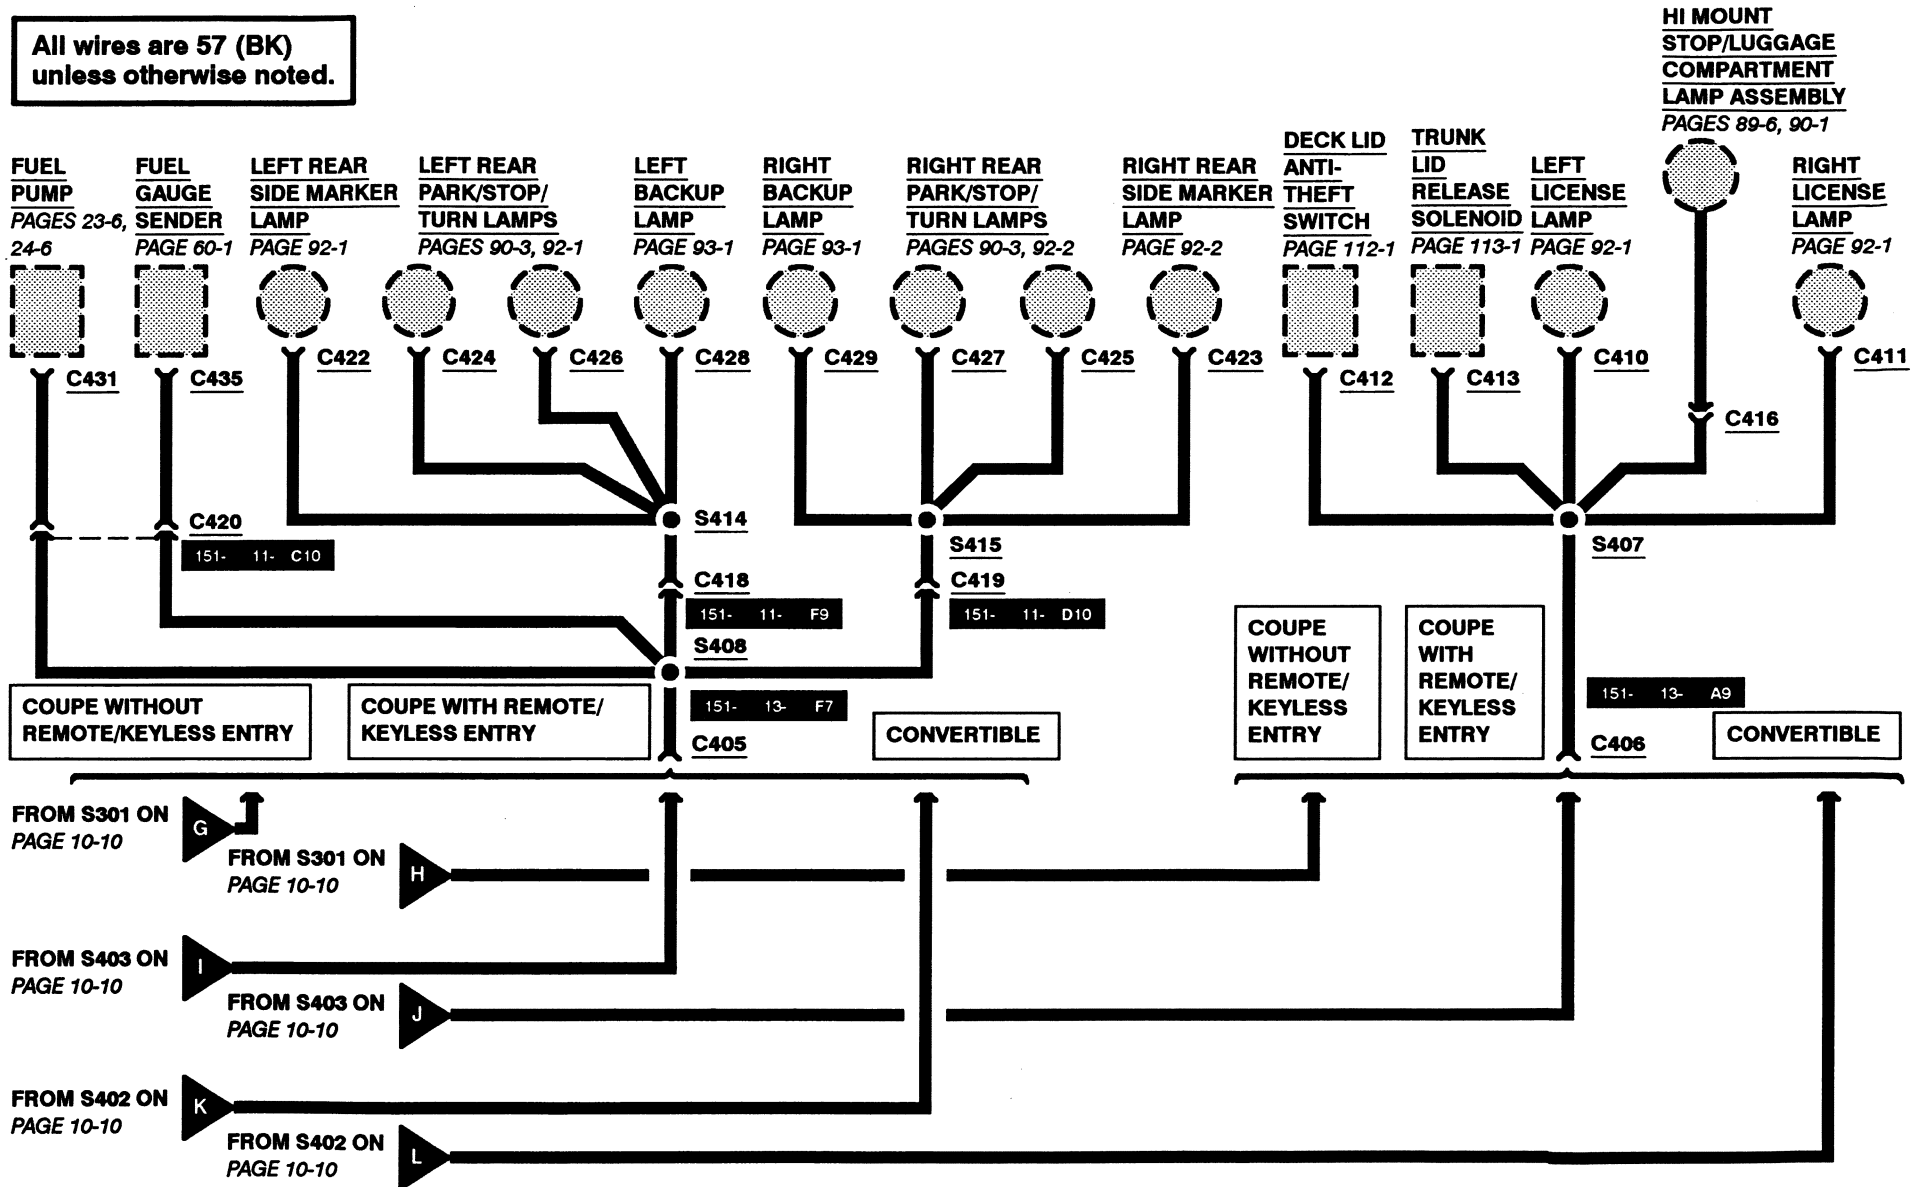 All wires are 57 (BK)
unless otherwise noted.
HI MOUNT
STOP/LUGGAGE
COMPARTMENT
LAMP ASSEMBLY
PAGES 89-6, 90-1
FUEL
PUMP
PAGES 23-6,
24-6
FUEL
GAUGE
SENDER
PAGE 60-1
LEFT REAR
SIDE MARKER
LAMP
PAGE 92-1
LEFT REAR
PARK/STOP/
TURN LAMPS
PAGES 90-3, 92-1
LEFT
BACKUP
LAMP
PAGE 93-1
RIGHT
BACKUP
LAMP
PAGE 93-1
RIGHT REAR
PARK/STOP/
TURN LAMPS
PAGES 90-3, 92-2
RIGHT REAR
SIDE MARKER
LAMP
PAGE 92-2
DECK LID
ANTI-
THEFT
SWITCH
PAGE 112-1
TRUNK
LID
RELEASE
SOLENOID
PAGE 113-1
LEFT
LICENSE
LAMP
PAGE 92-1
RIGHT
LICENSE
LAMP
PAGE 92-1
C431
C435
C422
C424
C426
C428
C429
C427
C425
C423
C412
C413
C410
C416
C411
C420
151- 11- C10
S414
S415
S407
C418
151- 11- F9
C419
151- 11- D10
S408
151- 13- F7
C405
COUPE WITHOUT
REMOTE/KEYLESS ENTRY
COUPE WITH REMOTE/
KEYLESS ENTRY
CONVERTIBLE
COUPE
WITHOUT
REMOTE/
KEYLESS
ENTRY
COUPE
WITH
REMOTE/
KEYLESS
ENTRY
151- 13- A9
C406
CONVERTIBLE
FROM S301 ON
PAGE 10-10
G
FROM S301 ON
PAGE 10-10
H
FROM S403 ON
PAGE 10-10
I
FROM S403 ON
PAGE 10-10
J
FROM S402 ON
PAGE 10-10
K
FROM S402 ON
PAGE 10-10
L